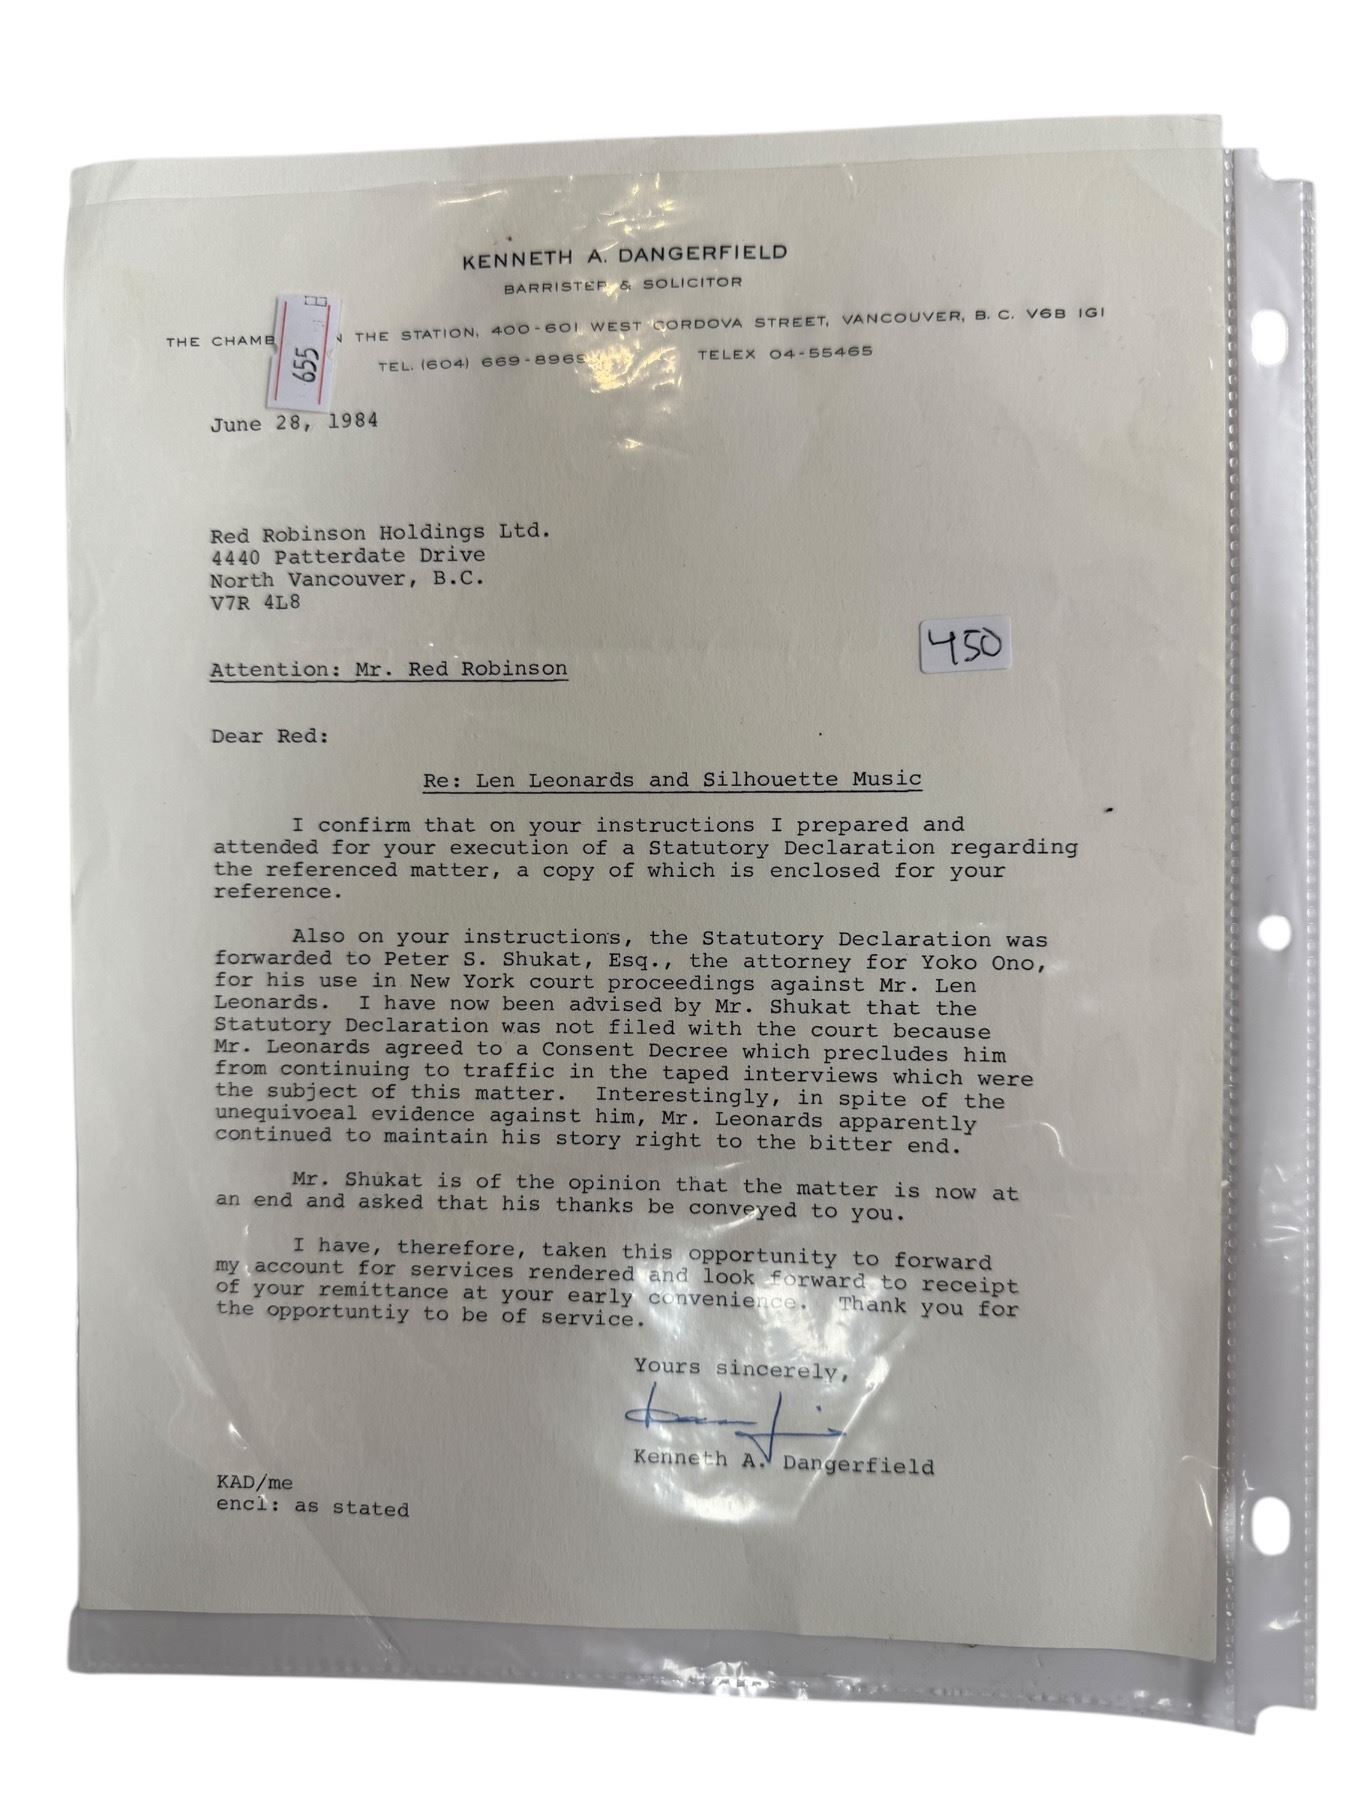 KENNETH A. DANGERFIELD
BARRISTER & SOLICITOR
THE CHAMB N THE STATION, 400-601 WEST CORDOVA STREET, VANCOUVER, B. C. V6B 1G1
TEL. (604) 669-8969 TELEX 04-55465
655
June 28, 1984
Red Robinson Holdings Ltd.
4440 Patterdate Drive
North Vancouver, B.C.
V7R 4L8
450
Attention: Mr. Red Robinson
Dear Red:
Re: Len Leonards and Silhouette Music
I confirm that on your instructions I prepared and
attended for your execution of a Statutory Declaration regarding
the referenced matter, a copy of which is enclosed for your
reference.
Also on your instructions, the Statutory Declaration was
forwarded to Peter S. Shukat, Esq., the attorney for Yoko Ono,
for his use in New York court proceedings against Mr. Len
Leonards. I have now been advised by Mr. Shukat that the
Statutory Declaration was not filed with the court because
Mr. Leonards agreed to a Consent Decree which precludes him
from continuing to traffic in the taped interviews which were
the subject of this matter. Interestingly, in spite of the
unequivocal evidence against him, Mr. Leonards apparently
continued to maintain his story right to the bitter end.
Mr. Shukat is of the opinion that the matter is now at
an end and asked that his thanks be conveyed to you.
I have, therefore, taken this opportunity to forward
my account for services rendered and look forward to receipt
of your remittance at your early convenience. Thank you for
the opportuntiy to be of service.
Yours sincerely,
Kenneth A. Dangerfield
KAD/me
encl: as stated